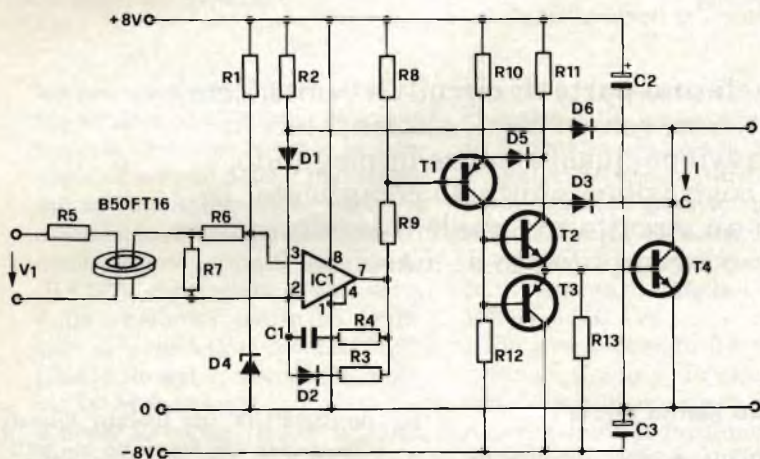 +8V
R1
R2
R8
R10
R11
C2
D6
D5
D1
T1
D3
I
C
R5
B50FT16
R6
R9
R7
3
2
IC1
8
7
4
1
T2
T3
T4
V1
C1
R4
R3
D2
D4
R12
R13
0
-8V
C3
+
+